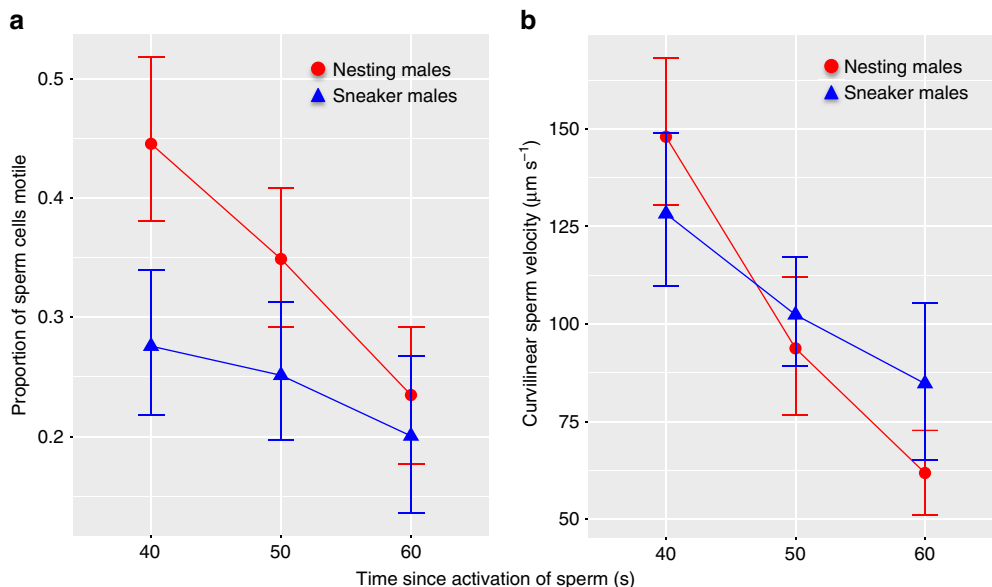 a
Proportion of sperm cells motile
0.5
0.4
0.3
0.2
Nesting males
Sneaker males
40
50
60
b
Curvilinear sperm velocity (µm s⁻¹)
150
125
100
75
50
Nesting males
Sneaker males
40
50
60
Time since activation of sperm (s)